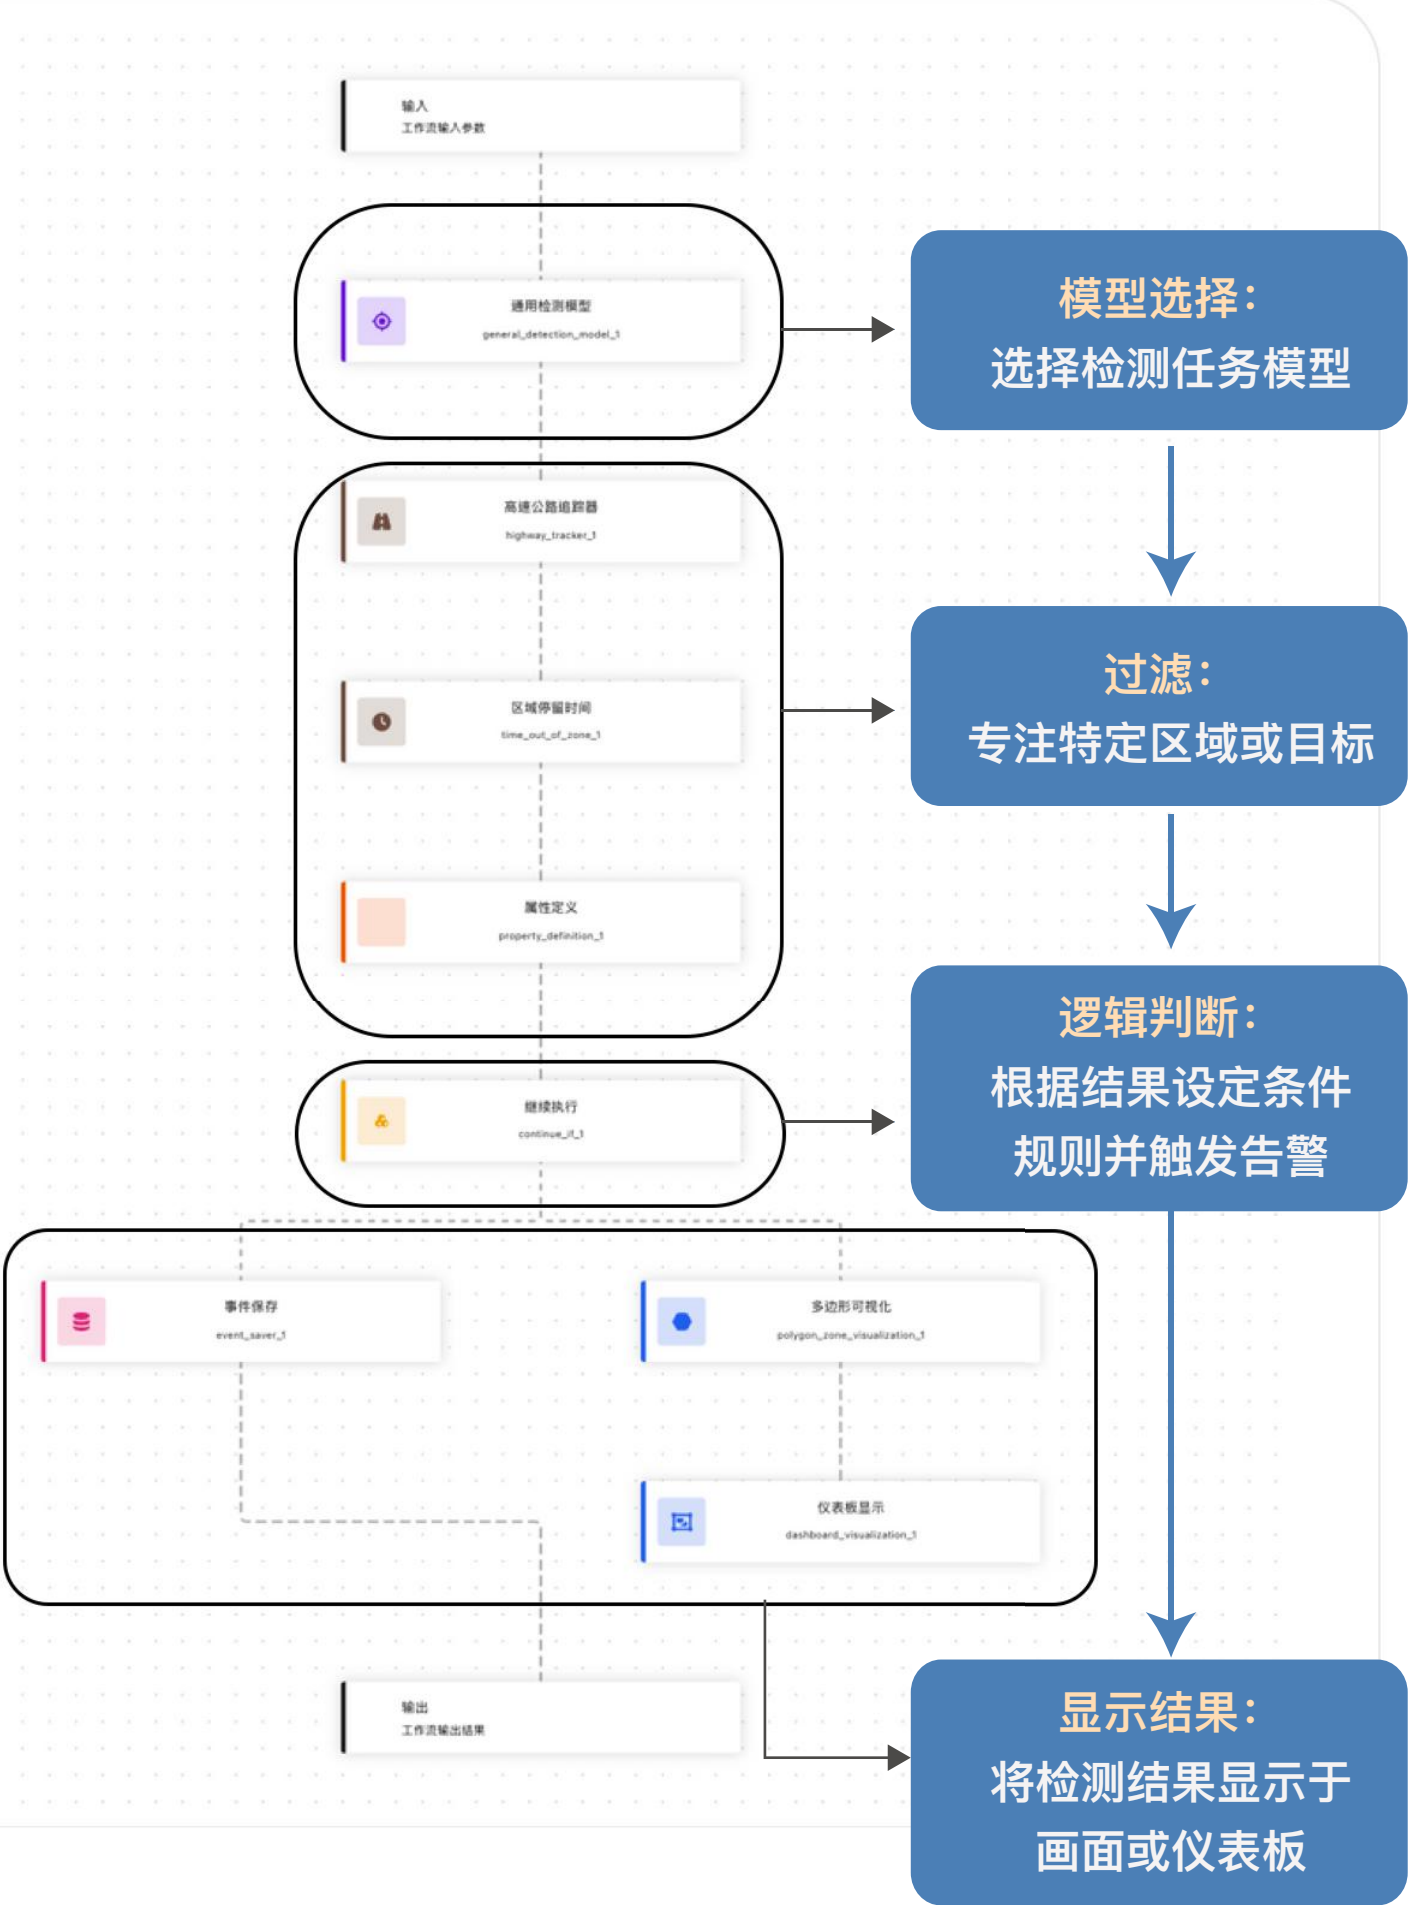 输入
工作流输入参数
通用检测模型
general_detection_model_1
模型选择：
选择检测任务模型
高速公路追踪器
highway_tracker_1
区域停留时间
time_out_of_zone_1
属性定义
property_definition_1
过滤：
专注特定区域或目标
继续执行
continue_if_1
逻辑判断：
根据结果设定条件
规则并触发告警
事件保存
event_saver_1
多边形可视化
polygon_zone_visualization_1
仪表板显示
dashboard_visualization_1
输出
工作流输出结果
显示结果：
将检测结果显示于
画面或仪表板